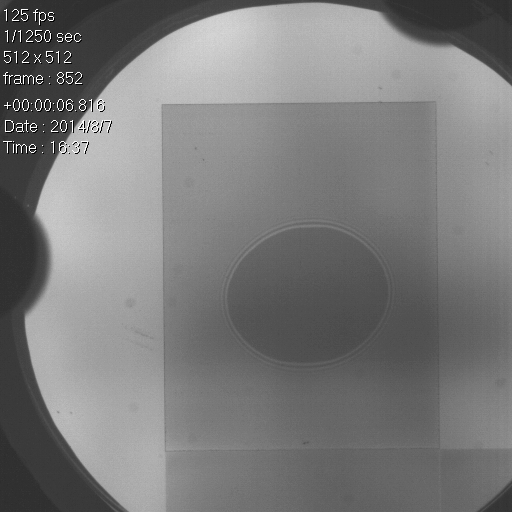 125 fps
1/1250 sec
512 x 512
frame : 852
+00:00:06.816
Date : 2014/8/7
Time : 16:37